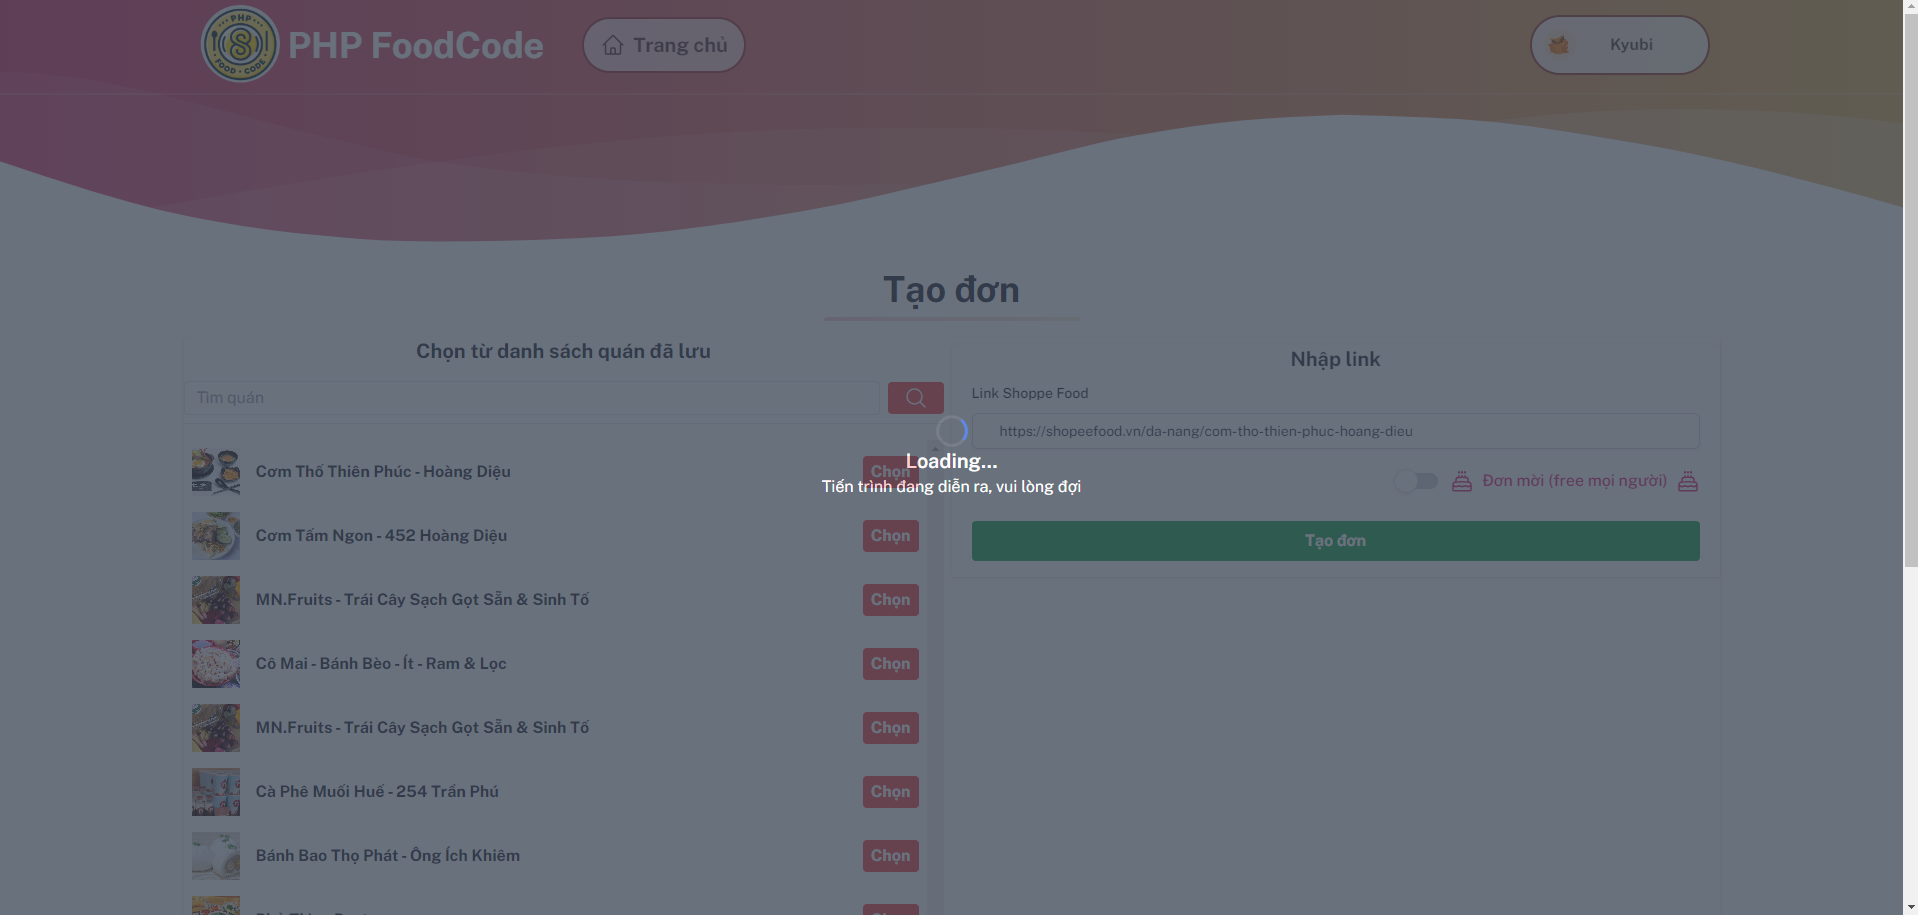 PHP
FOOD · CODE
PHP FoodCode
Trang chủ
Kyubi
Tạo đơn
Chọn từ danh sách quán đã lưu
Tìm quán
Cơm Thố Thiên Phúc - Hoàng Diệu
Chọn
Cơm Tấm Ngon - 452 Hoàng Diệu
Chọn
MN.Fruits - Trái Cây Sạch Gọt Sẵn & Sinh Tố
Chọn
Cô Mai - Bánh Bèo - Ít - Ram & Lọc
Chọn
MN.Fruits - Trái Cây Sạch Gọt Sẵn & Sinh Tố
Chọn
Cà Phê Muối Huế - 254 Trần Phú
Chọn
Bánh Bao Thọ Phát - Ông Ích Khiêm
Chọn
Nhập link
Link Shoppe Food
https://shopeefood.vn/da-nang/com-tho-thien-phuc-hoang-dieu
Đơn mời (free mọi người)
Tạo đơn
Loading...
Tiến trình đang diễn ra, vui lòng đợi